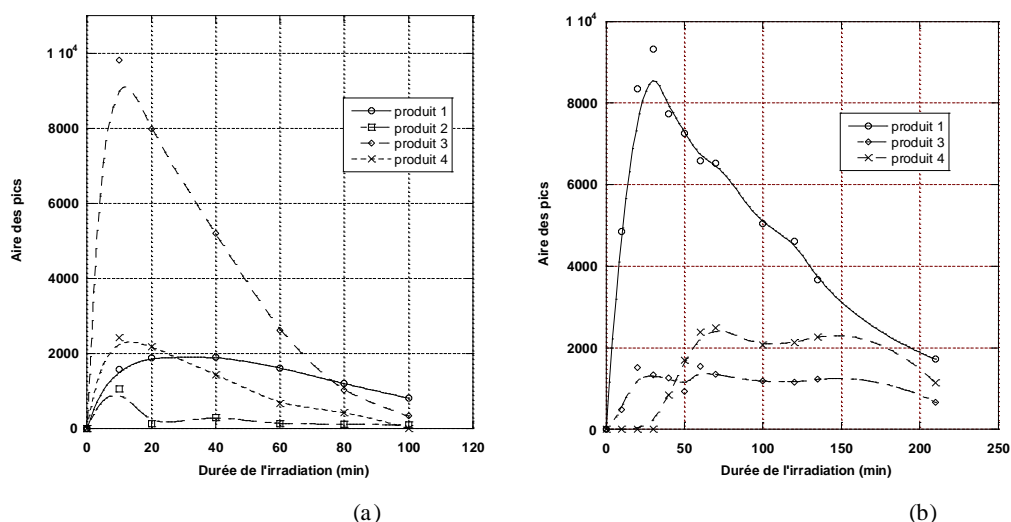 1 10⁴
8000
6000
4000
2000
0
Aire des pics
0 20 40 60 80 100 120
Durée de l'irradiation (min)
produit 1
produit 2
produit 3
produit 4
(a)
1 10⁴
8000
6000
4000
2000
0
Aire des pics
0 50 100 150 200 250
Durée de l'irradiation (min)
produit 1
produit 3
produit 4
(b)